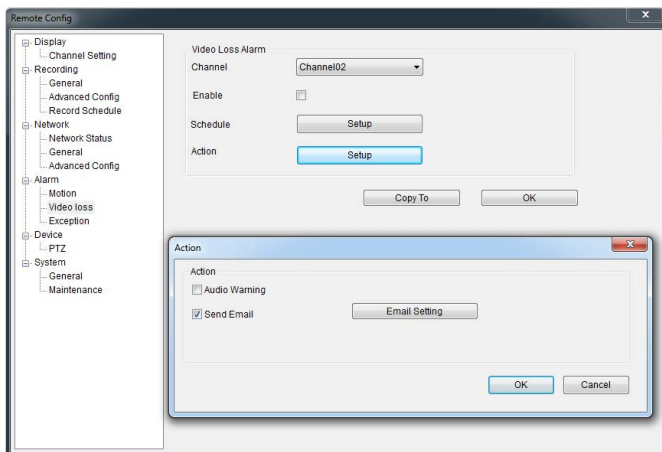 Remote Config
x
Display
Channel Setting
Recording
General
Advanced Config
Record Schedule
Network
Network Status
General
Advanced Config
Alarm
Motion
Video loss
Exception
Device
PTZ
System
General
Maintenance
Video Loss Alarm
Channel Channel02
Enable
Schedule Setup
Action Setup
Copy To OK
Action
x
Action
Audio Warning
Send Email Email Setting
OK Cancel